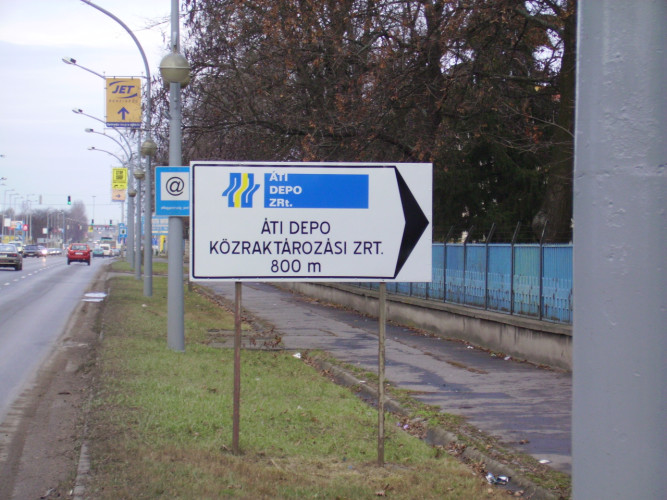 JET
@
ÁTI
DEPO
ZRt.
ÁTI DEPO
KÖZRAKTÁROZÁSI ZRT.
800 m